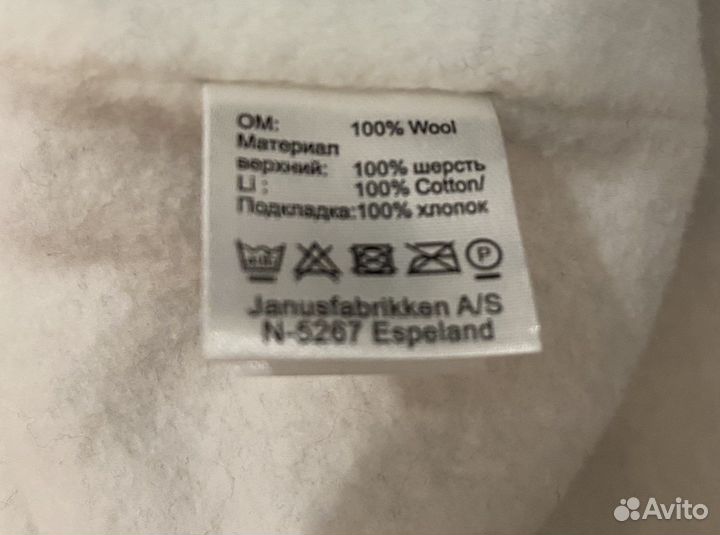 OM: 100% Wool
Материал
верхний: 100% шерсть
Li : 100% Cotton/
Подкладка:100% хлопок
P
Janusfabrikken A/S
N-5267 Espeland
Avito